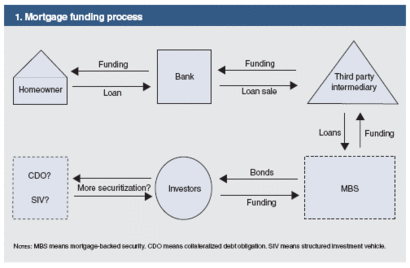 1. Mortgage funding process
Funding
Funding
Homeowner
Bank
Third party
intermediary
Loan
Loan sale
Loans
Funding
CDO?
SIV?
More securitization?
Investors
Bonds
Funding
MBS
NOTES: MBS means mortgage-backed security. CDO means collateralized debt obligation. SIV means structured investment vehicle.